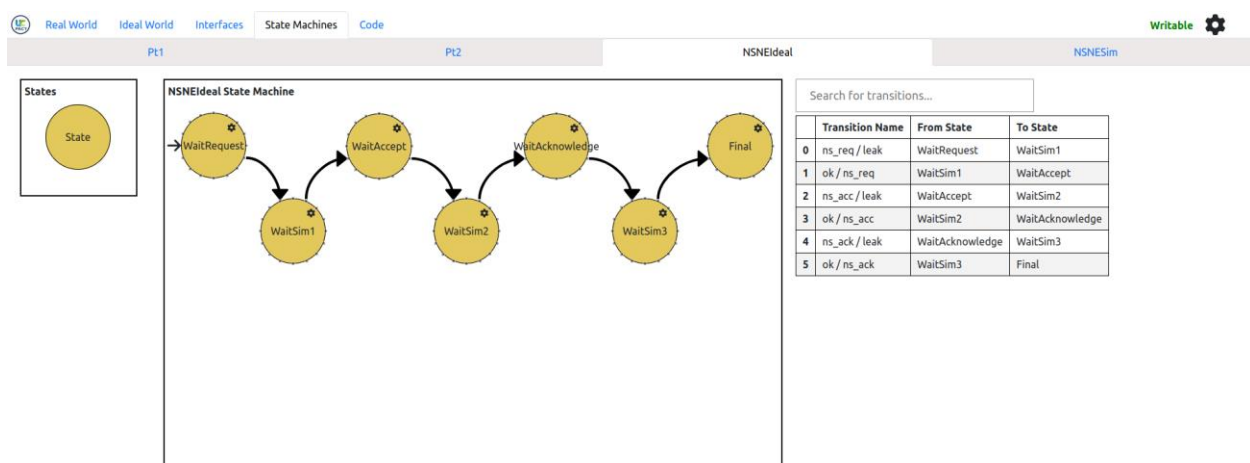 Real World Ideal World Interfaces State Machines Code Writable
Pt1 Pt2 NSNEIdeal NSNESim
States
State
NSNEIdeal State Machine
WaitRequest WaitAccept WaitAcknowledge Final
WaitSim1 WaitSim2 WaitSim3
Search for transitions...
Transition Name From State To State
0 ns_req / leak WaitRequest WaitSim1
1 ok / ns_req WaitSim1 WaitAccept
2 ns_acc / leak WaitAccept WaitSim2
3 ok / ns_acc WaitSim2 WaitAcknowledge
4 ns_ack / leak WaitAcknowledge WaitSim3
5 ok / ns_ack WaitSim3 Final